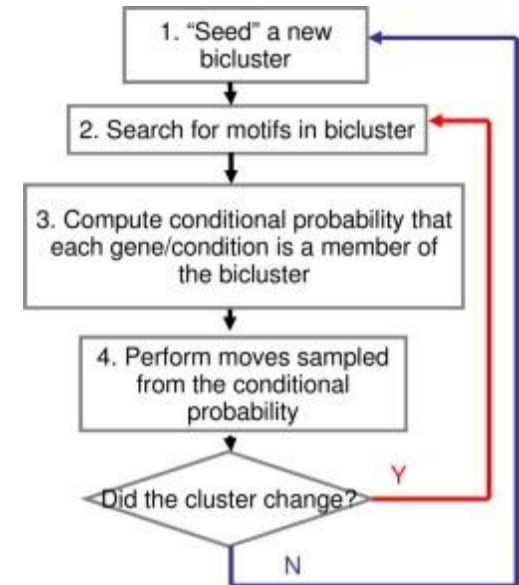 1. “Seed” a new
bicluster
2. Search for motifs in bicluster
3. Compute conditional probability that
each gene/condition is a member of
the bicluster
4. Perform moves sampled
from the conditional
probability
Did the cluster change?
Y
N